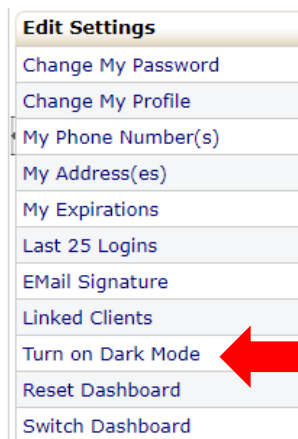 Edit Settings
Change My Password
Change My Profile
My Phone Number(s)
My Address(es)
My Expirations
Last 25 Logins
EMail Signature
Linked Clients
Turn on Dark Mode
Reset Dashboard
Switch Dashboard